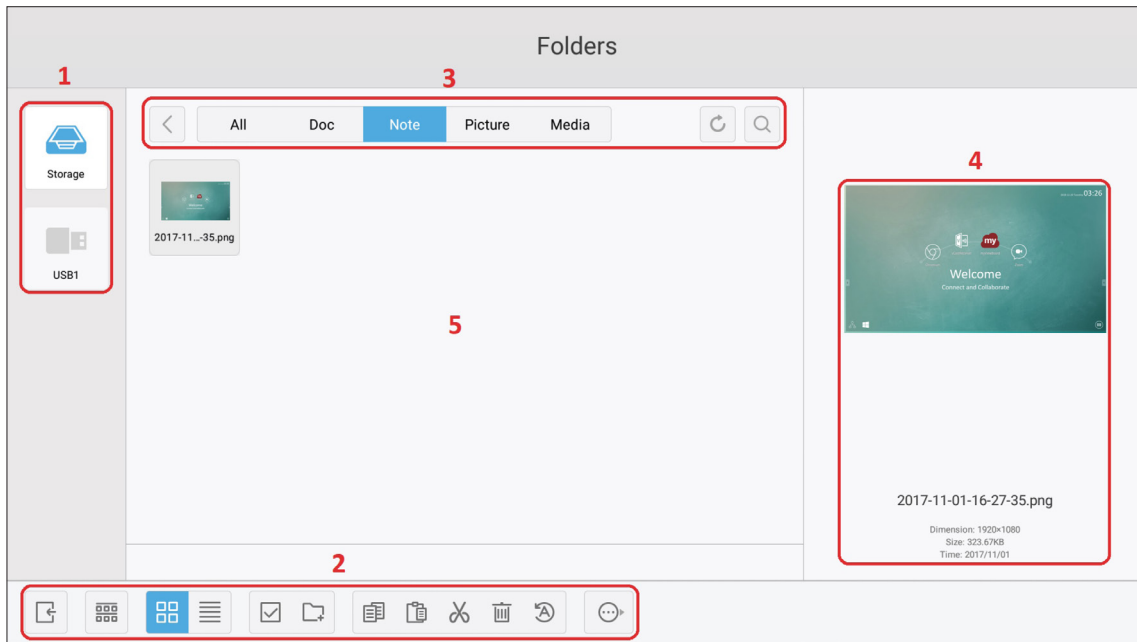 Folders
1
3
All Doc Note Picture Media
Storage
USB1
2017-11...-35.png
5
4
03:26
my
Welcome
Connect and Collaborate
2017-11-01-16-27-35.png
Dimension: 1920×1080
Size: 323.67KB
Time: 2017/11/01
2